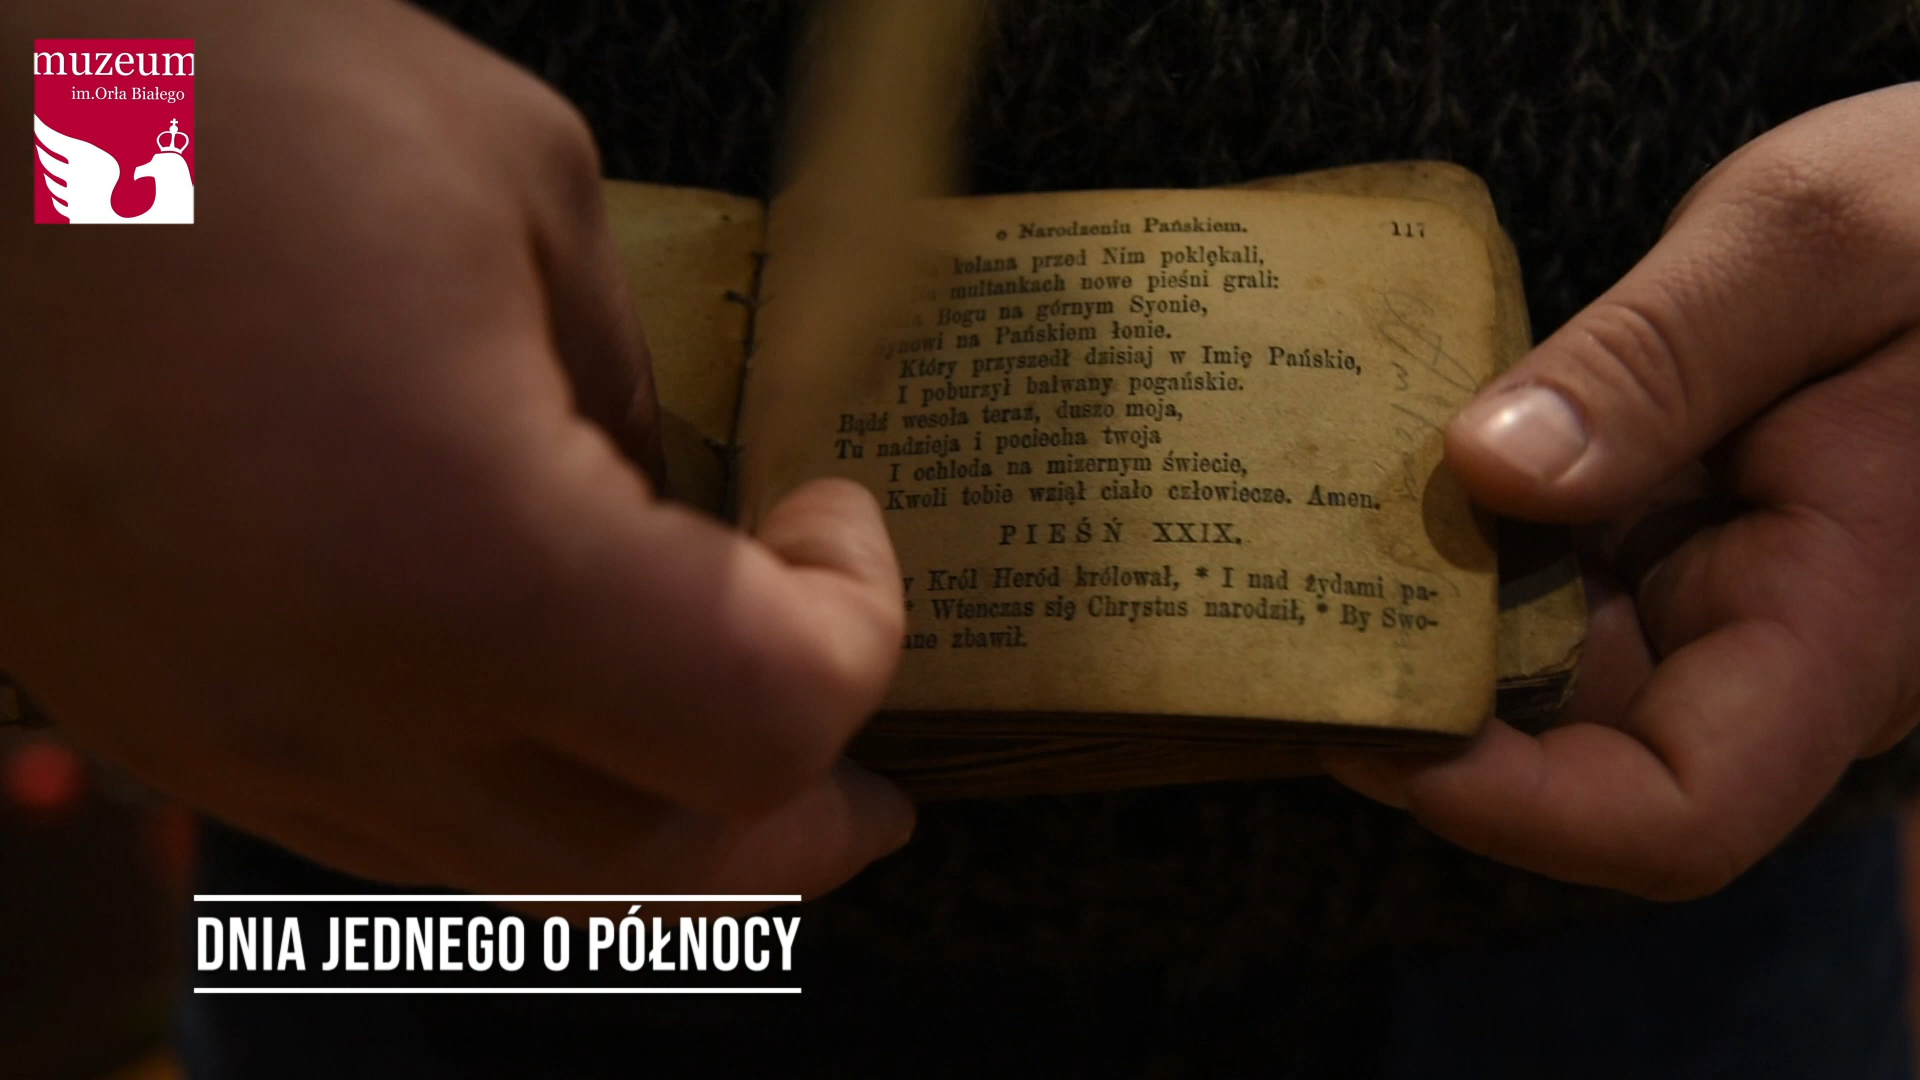 muzeum
im.Orła Białego
o Narodzeniu Pańskiem. 117
kolana przed Nim poklękali,
multankach nowe pieśni grali:
Bogu na górnym Syonie,
Synowi na Pańskiem łonie.
Który przyszedł dzisiaj w Imię Pańskie,
I poburzył bałwany pogańskie.
Bądź wesoła teraz, duszo moja,
Tu nadzieja i pociecha twoja
I ochłoda na mizernym świecie,
Kwoli tobie wziął ciało człowiecze. Amen.
PIEŚŃ XXIX.
y Król Heród królował, * I nad żydami pa-
* Wtenczas się Chrystus narodził, * By Swo-
ane zbawił.
DNIA JEDNEGO O PÓŁNOCY